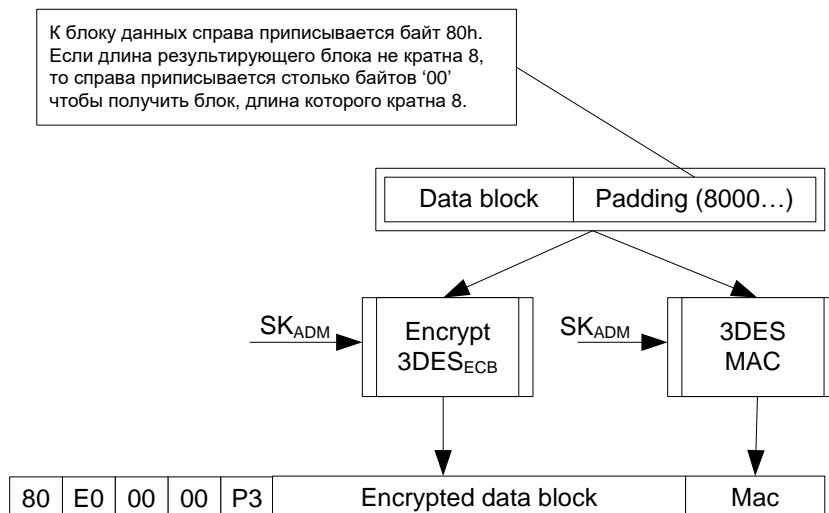 К блоку данных справа приписывается байт 80h.
Если длина результирующего блока не кратна 8,
то справа приписывается столько байтов ‘00’
чтобы получить блок, длина которого кратна 8.
Data block
Padding (8000…)
SKADM
Encrypt
3DESECB
SKADM
3DES
MAC
80 E0 00 00 P3 Encrypted data block Mac